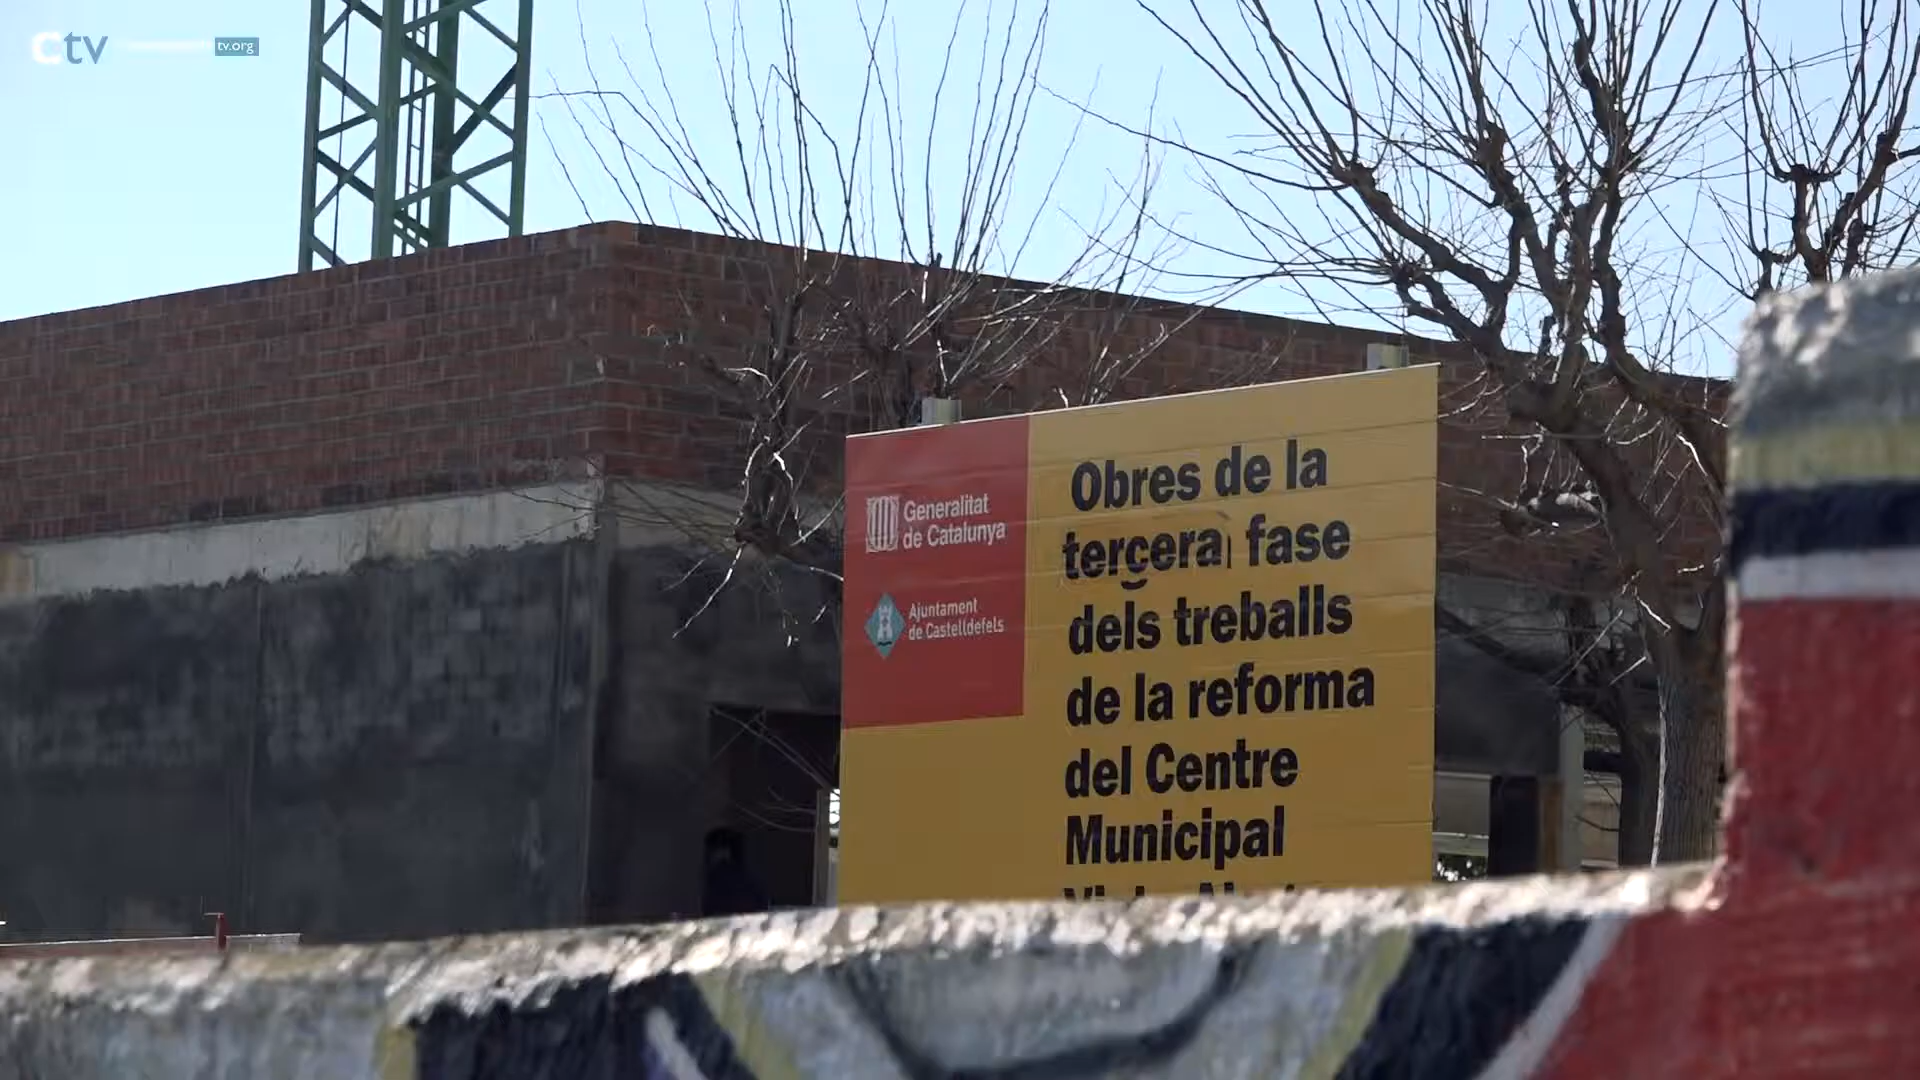 ctv
tv.org
Generalitat
de Catalunya
Ajuntament
de Castelldefels
Obres de la
tercera fase
dels treballs
de la reforma
del Centre
Municipal